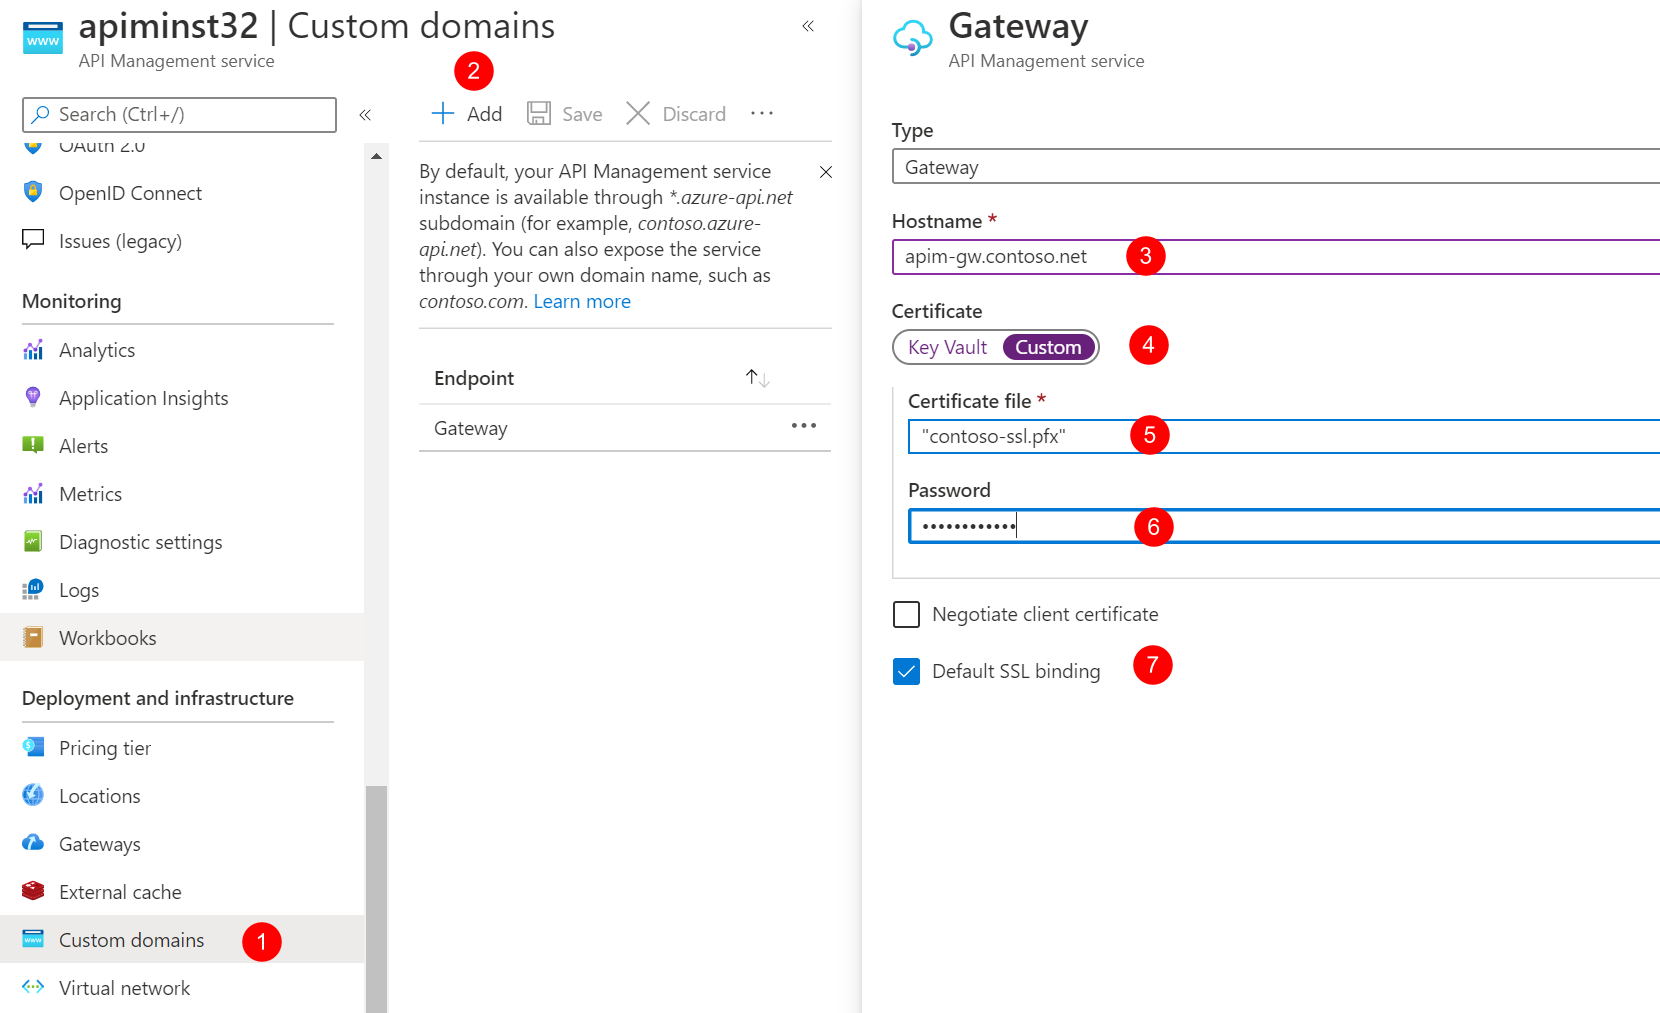 apiminst32 | Custom domains
API Management service
Search (Ctrl+/)
OAuth 2.0
OpenID Connect
Issues (legacy)
Monitoring
Analytics
Application Insights
Alerts
Metrics
Diagnostic settings
Logs
Workbooks
Deployment and infrastructure
Pricing tier
Locations
Gateways
External cache
Custom domains
1
Virtual network
2
Add
Save
Discard
By default, your API Management service
instance is available through *.azure-api.net
subdomain (for example, contoso.azure-
api.net). You can also expose the service
through your own domain name, such as
contoso.com. Learn more
Endpoint
Gateway
Gateway
API Management service
Type
Gateway
Hostname *
apim-gw.contoso.net
3
Certificate
Key Vault Custom
4
Certificate file *
"contoso-ssl.pfx"
5
Password
••••••••••••
6
Negotiate client certificate
Default SSL binding
7